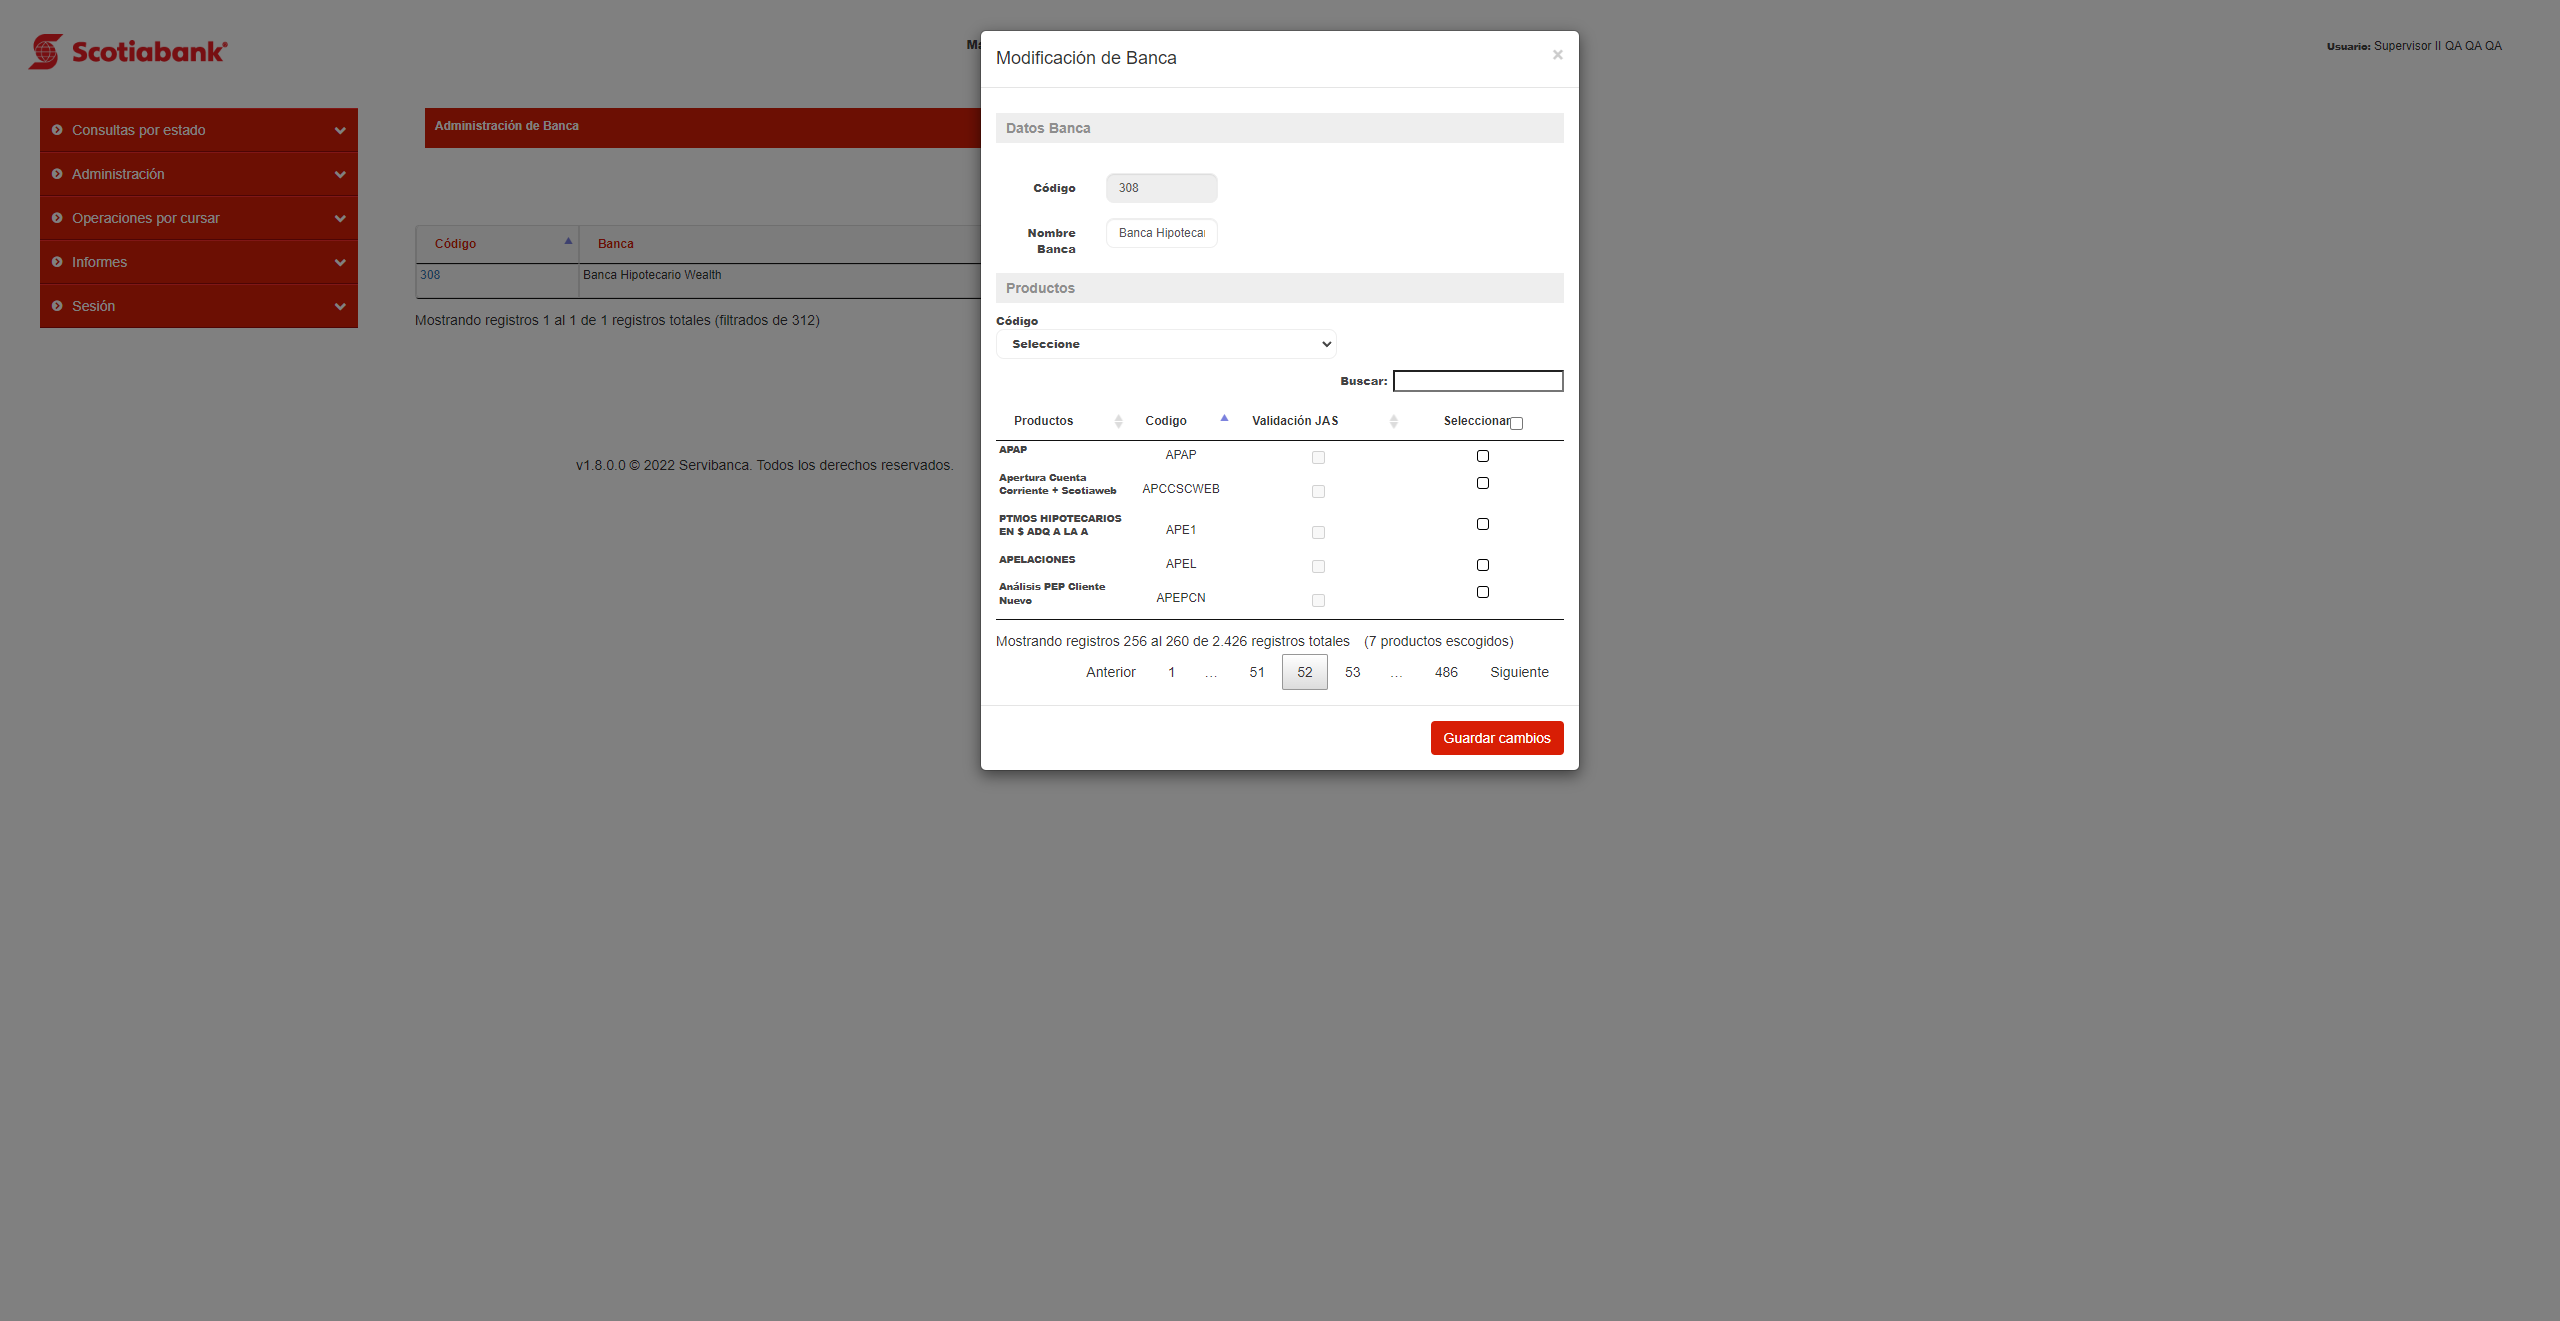 Scotiabank
Usuario: Supervisor II QA QA QA
Consultas por estado
Administración
Operaciones por cursar
Informes
Sesión
Administración de Banca
Código Banca
308 Banca Hipotecario Wealth
Mostrando registros 1 al 1 de 1 registros totales (filtrados de 312)
v1.8.0.0 © 2022 Servibanca. Todos los derechos reservados.
Modificación de Banca ×
Datos Banca
Código 308
Nombre
Banca
Banca Hipotecar
Productos
Código
Seleccione
Buscar:
Productos Codigo Validación JAS Seleccionar
APAP APAP
Apertura Cuenta
Corriente + Scotiaweb
APCCSCWEB
PTMOS HIPOTECARIOS
EN $ ADQ A LA A
APE1
APELACIONES APEL
Análisis PEP Cliente
Nuevo
APEPCN
Mostrando registros 256 al 260 de 2.426 registros totales (7 productos escogidos)
Anterior 1 … 51 52 53 … 486 Siguiente
Guardar cambios